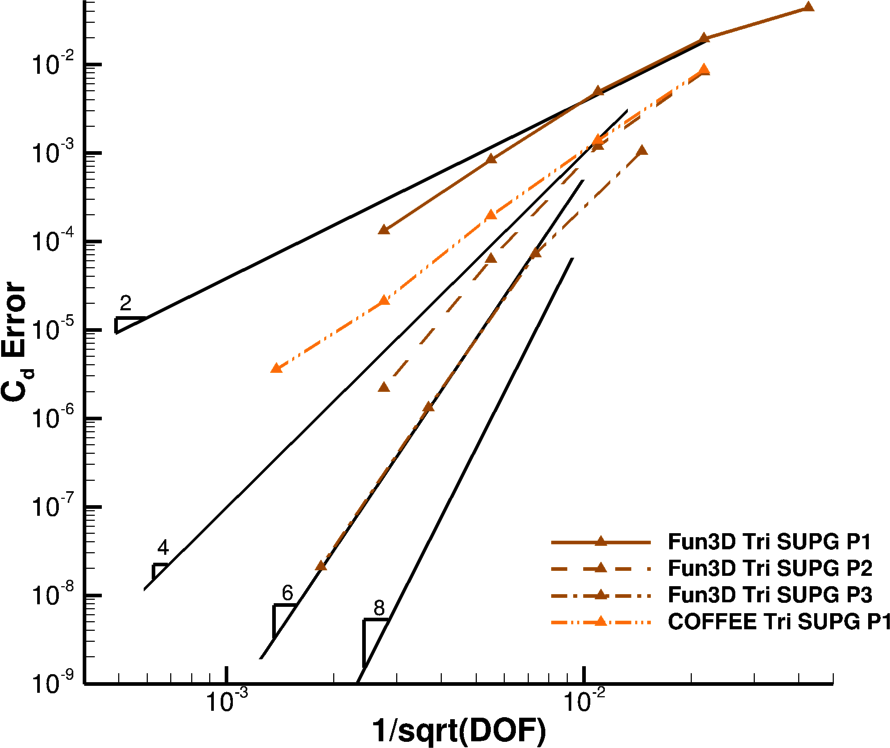 10-2
10-3
10-4
10-5
10-6
10-7
10-8
10-9
Cd Error
2
4
6
8
Fun3D Tri SUPG P1
Fun3D Tri SUPG P2
Fun3D Tri SUPG P3
COFFEE Tri SUPG P1
10-3
10-2
1/sqrt(DOF)